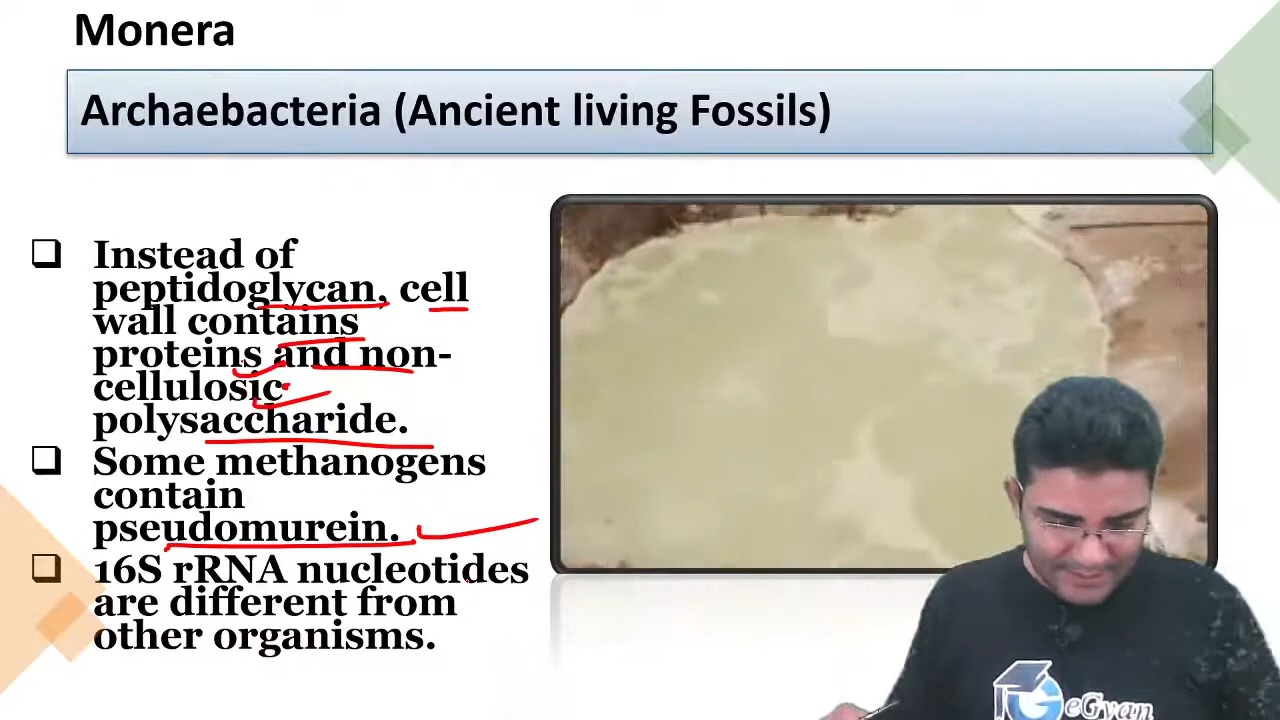 Monera
Archaebacteria (Ancient living Fossils)
Instead of
peptidoglycan, cell
wall contains
proteins and non-
cellulosic
polysaccharide.
Some methanogens
contain
pseudomurein.
16S rRNA nucleotides
are different from
other organisms.
eGyan